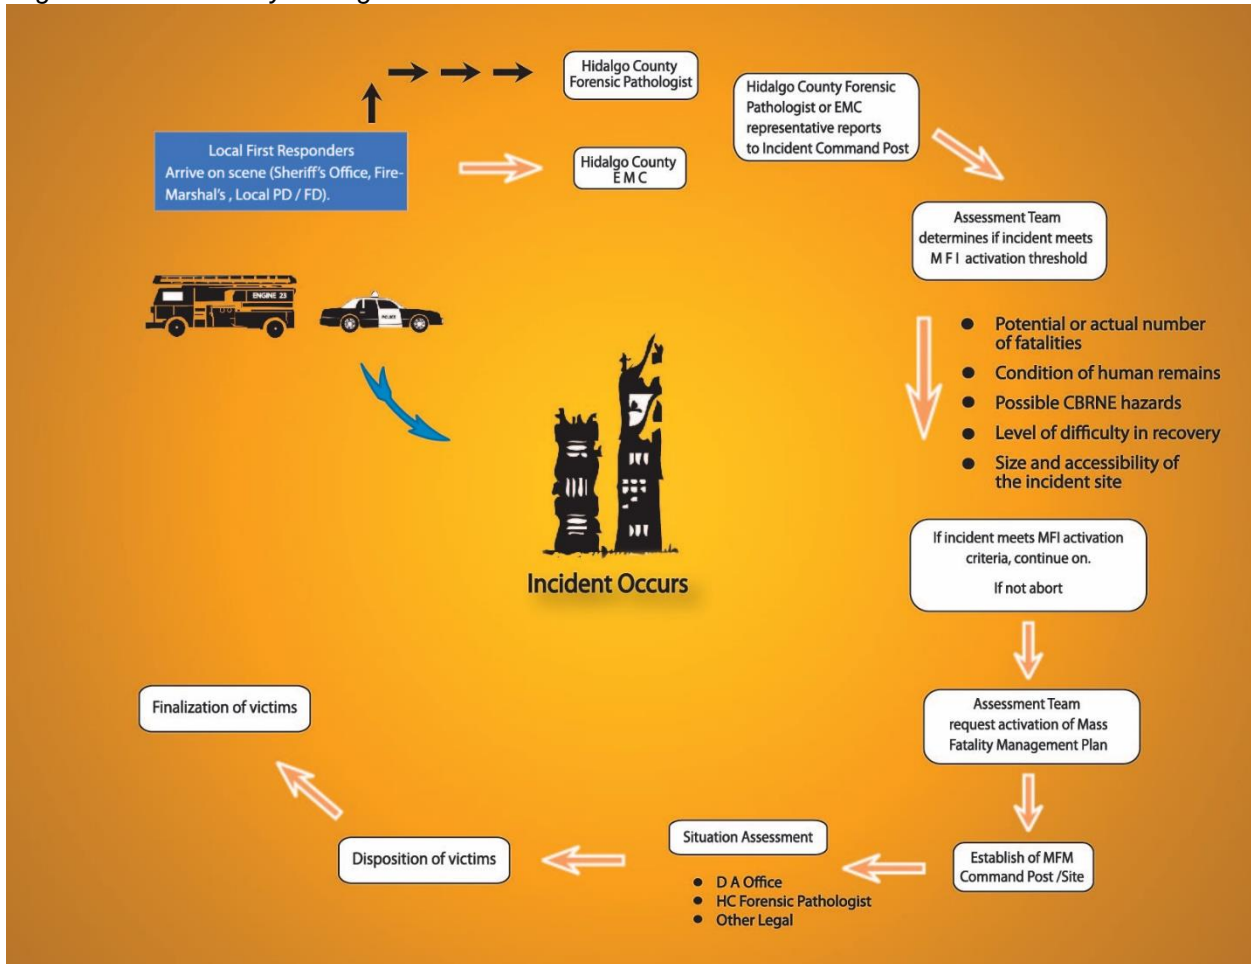 Hidalgo County
Forensic Pathologist
Hidalgo County Forensic
Pathologist or EMC
representative reports
to Incident Command Post
Local First Responders
Arrive on scene (Sheriff's Office, Fire-
Marshal's , Local PD / FD).
Hidalgo County
E M C
Assessment Team
determines if incident meets
M F I activation threshold
ENGINE 23
POLICE
● Potential or actual number
of fatalities
● Condition of human remains
● Possible CBRNE hazards
● Level of difficulty in recovery
● Size and accessibility of
the incident site
Incident Occurs
If incident meets MFI activation
criteria, continue on.
If not abort
Assessment Team
request activation of Mass
Fatality Management Plan
Establish of MFM
Command Post /Site
Situation Assessment
● D A Office
● HC Forensic Pathologist
● Other Legal
Disposition of victims
Finalization of victims